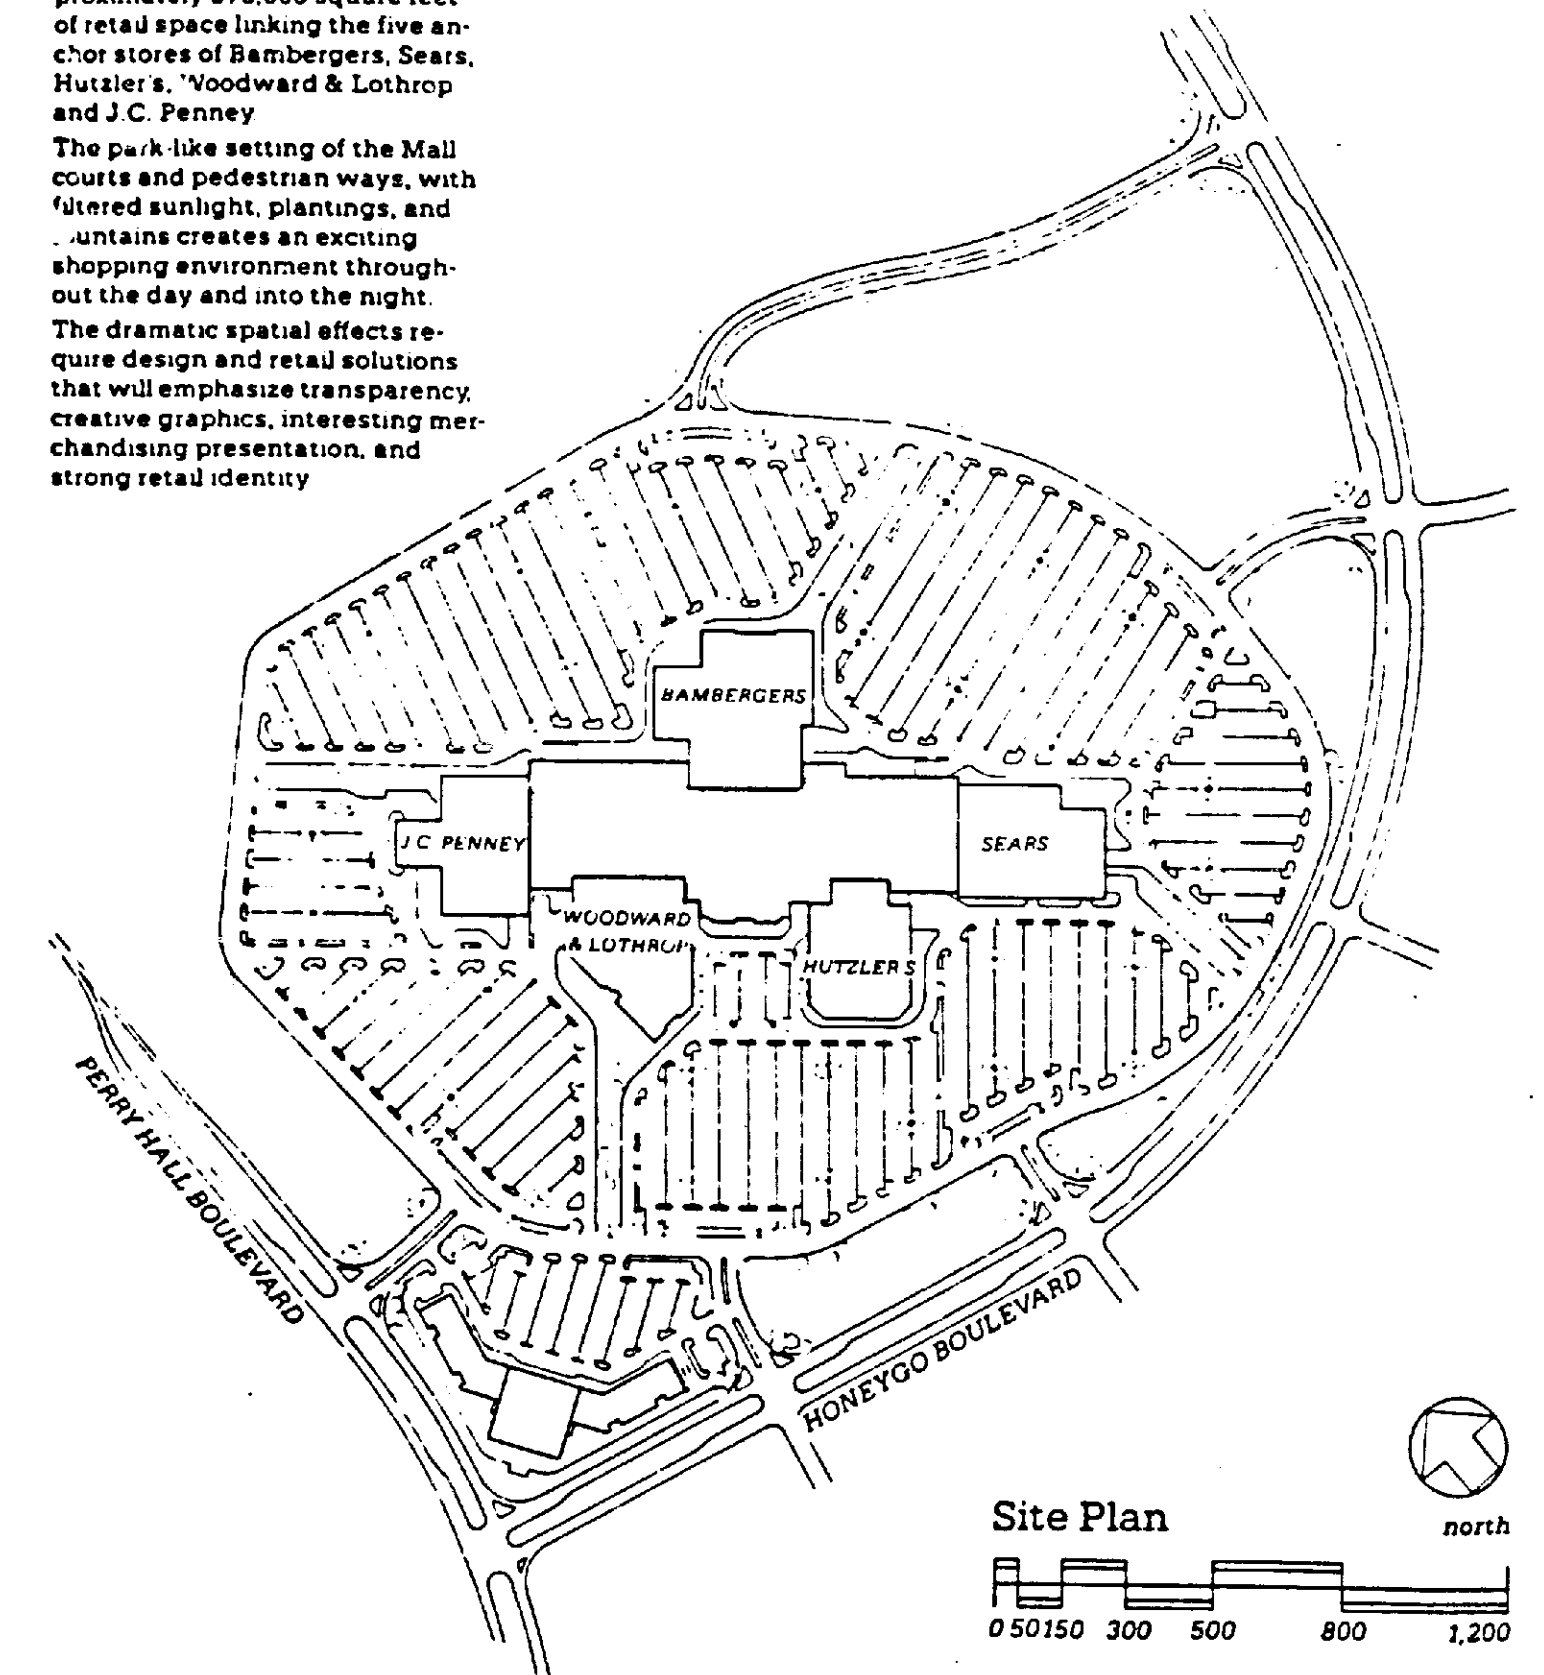 of retail space linking the five an-
chor stores of Bambergers, Sears,
Hutzler's, Woodward & Lothrop
and J.C. Penney
The park-like setting of the Mall
courts and pedestrian ways, with
filtered sunlight, plantings, and
creates an exciting
shopping environment through-
out the day and into the night.
The dramatic spatial effects re-
quire design and retail solutions
that will emphasize transparency,
creative graphics, interesting mer-
chandising presentation, and
strong retail identity
BAMBERGERS
J.C. PENNEY
SEARS
WOODWARD
& LOTHROP
HUTZLERS
PERRY HALL BOULEVARD
HONEYGO BOULEVARD
Site Plan
north
0 50 150 300 500 800 1,200